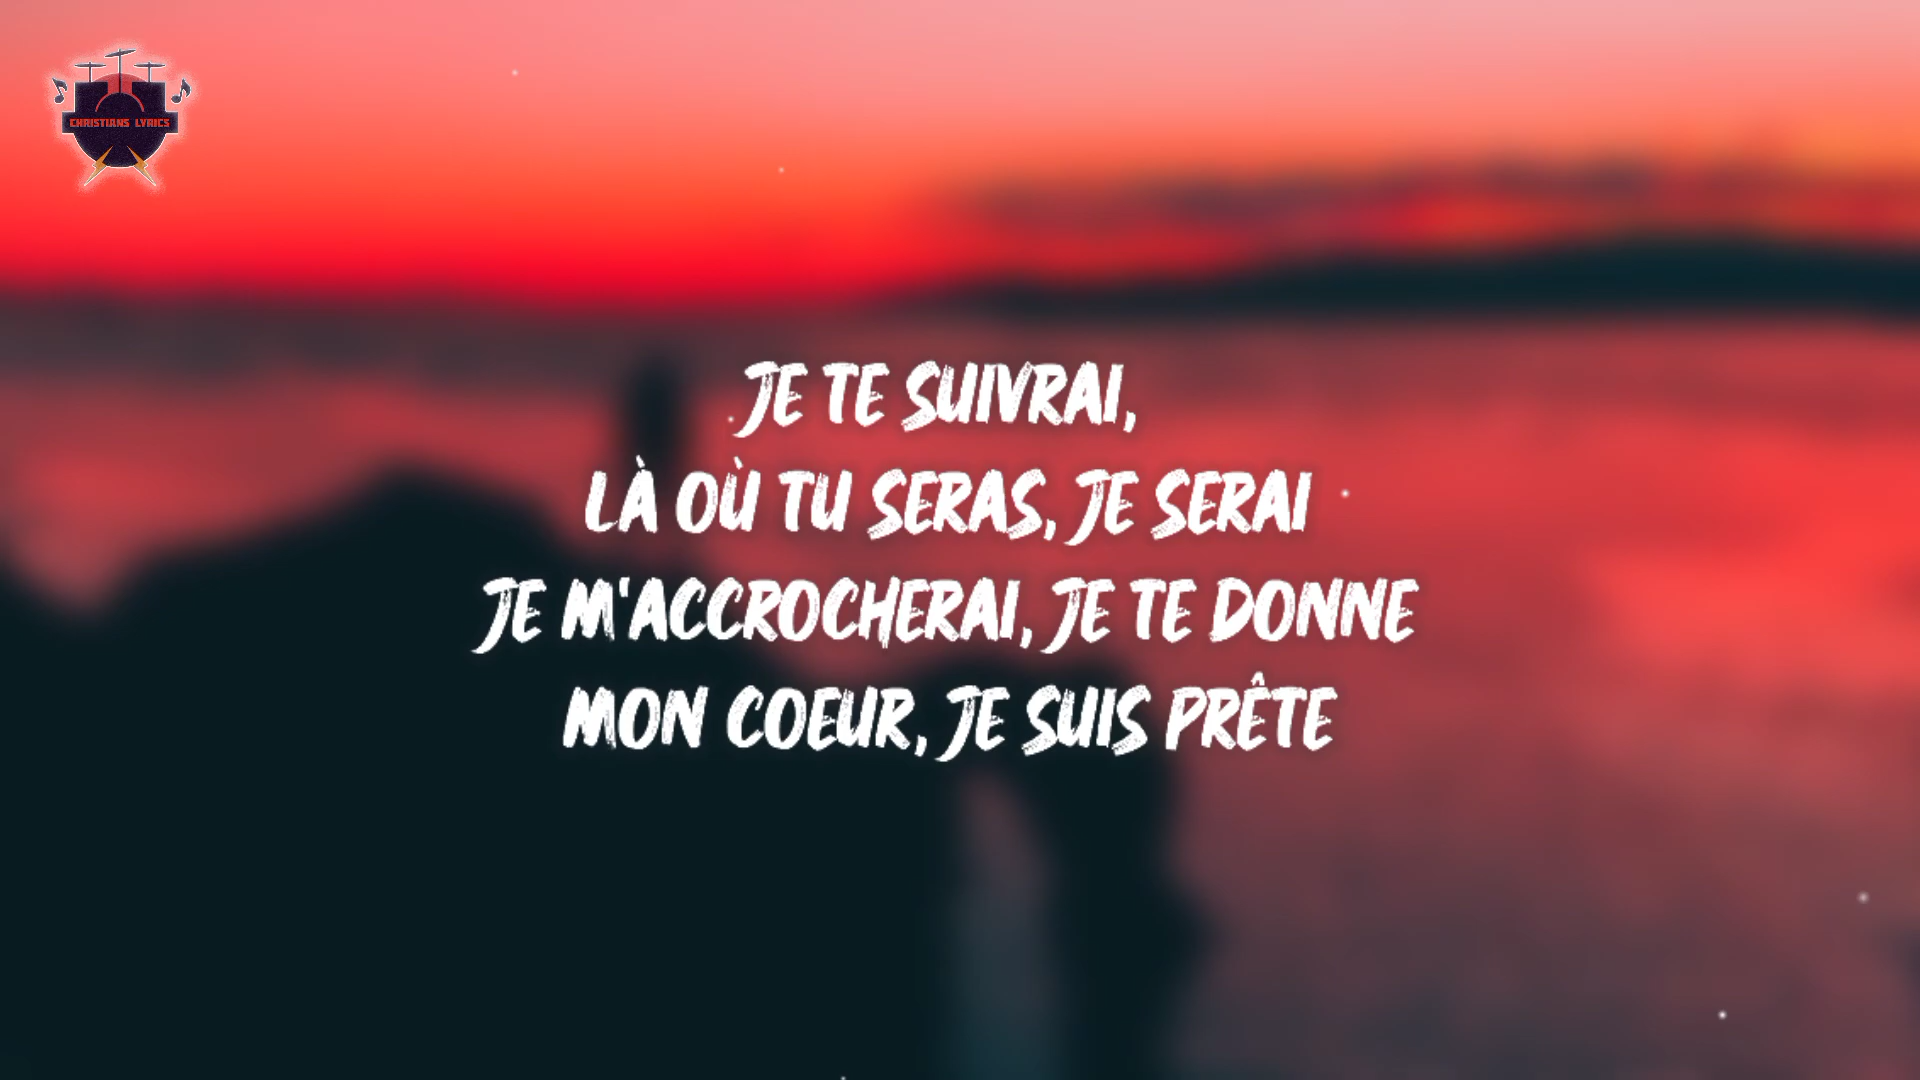 CHRISTIANS LYRICS
JE TE SUIVRAI,
LÀ OÙ TU SERAS, JE SERAI
JE M'ACCROCHERAI, JE TE DONNE
MON COEUR, JE SUIS PRÊTE